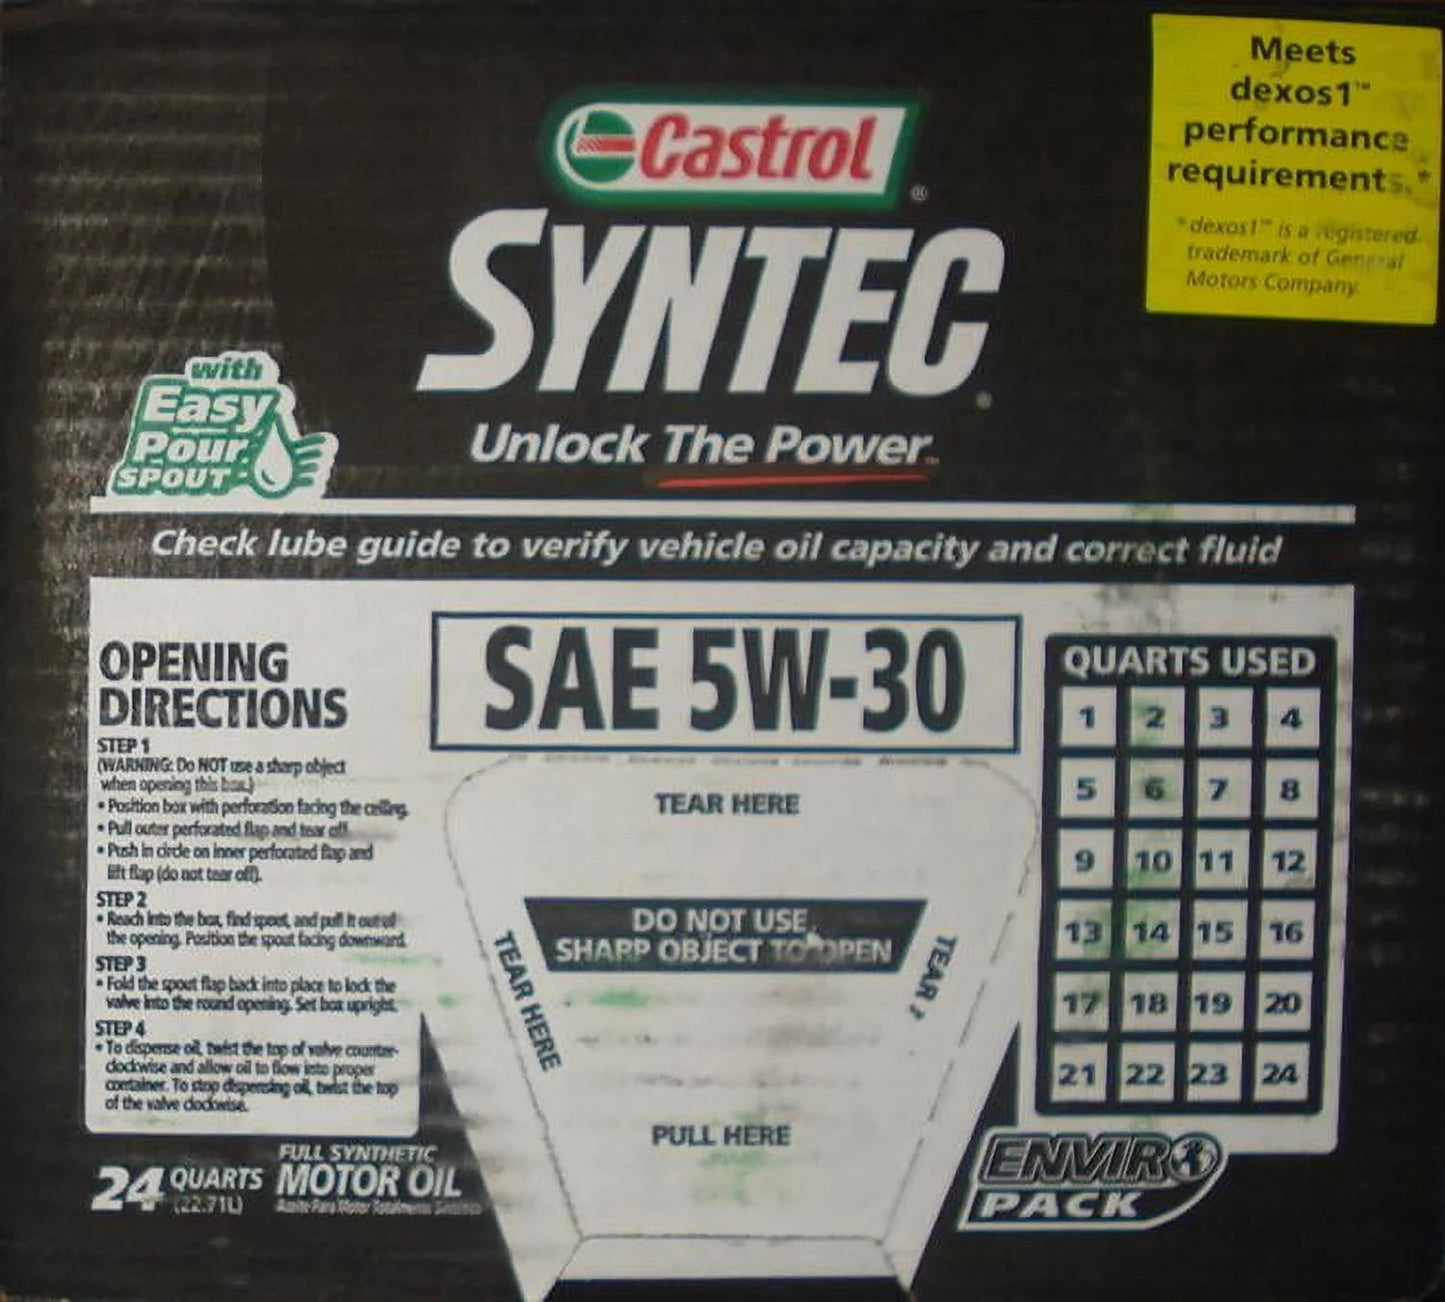 Meets
dexos1™
performance
requirements.*
*dexos1™ is a registered
trademark of General
Motors Company.
Castrol®
SYNTEC®
Unlock The Power™
with
Easy
Pour
SPOUT
Check lube guide to verify vehicle oil capacity and correct fluid
OPENING
DIRECTIONS
STEP 1
(WARNING: Do NOT use a sharp object
when opening this box.)
• Position box with perforation facing the ceiling.
• Pull outer perforated flap and tear off.
• Push in circle on inner perforated flap and
lift flap (do not tear off).
STEP 2
• Reach into the box, find spout, and pull it out of
the opening. Position the spout facing downward.
STEP 3
• Fold the spout flap back into place to lock the
valve into the round opening. Set box upright.
STEP 4
• To dispense oil, twist the top of valve counter-
clockwise and allow oil to flow into proper
container. To stop dispensing oil, twist the top
of the valve clockwise.
SAE 5W-30
TEAR HERE
DO NOT USE
SHARP OBJECT TO OPEN
TEAR HERE
TEAR
PULL HERE
QUARTS USED
1 2 3 4
5 6 7 8
9 10 11 12
13 14 15 16
17 18 19 20
21 22 23 24
24 QUARTS
(22.71L)
FULL SYNTHETIC
MOTOR OIL
Aceite Para Motor Totalmente Sintético
ENVIRO
PACK